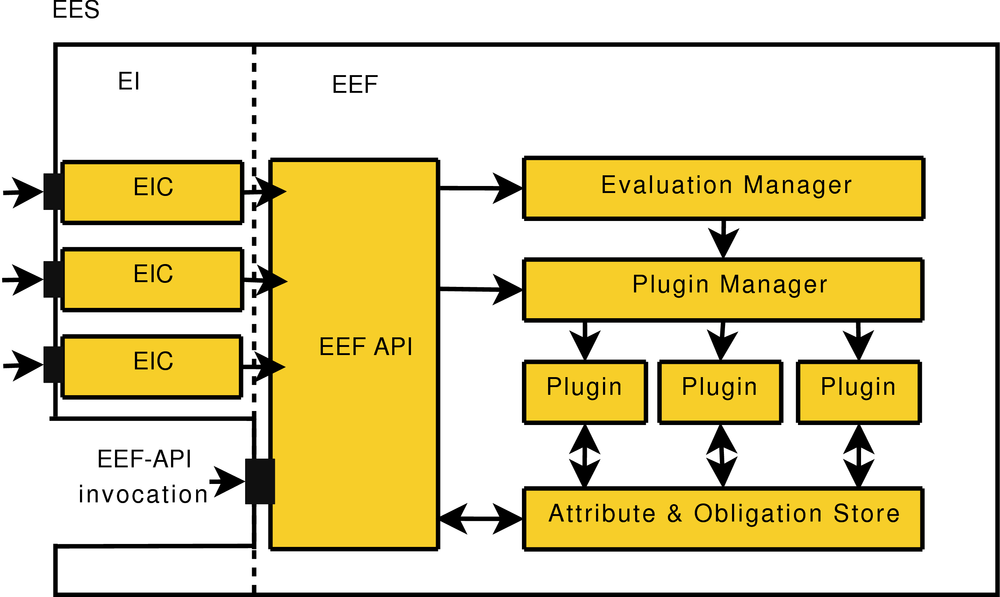 EES
EI
EEF
EIC
EIC
EIC
EEF-API
invocation
EEF API
Evaluation Manager
Plugin Manager
Plugin
Plugin
Plugin
Attribute & Obligation Store